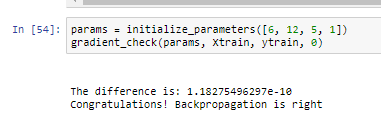 In [54]: params = initialize_parameters([6, 12, 5, 1])
gradient_check(params, Xtrain, ytrain, 0)
The difference is: 1.18275496297e-10
Congratulations! Backpropagation is right